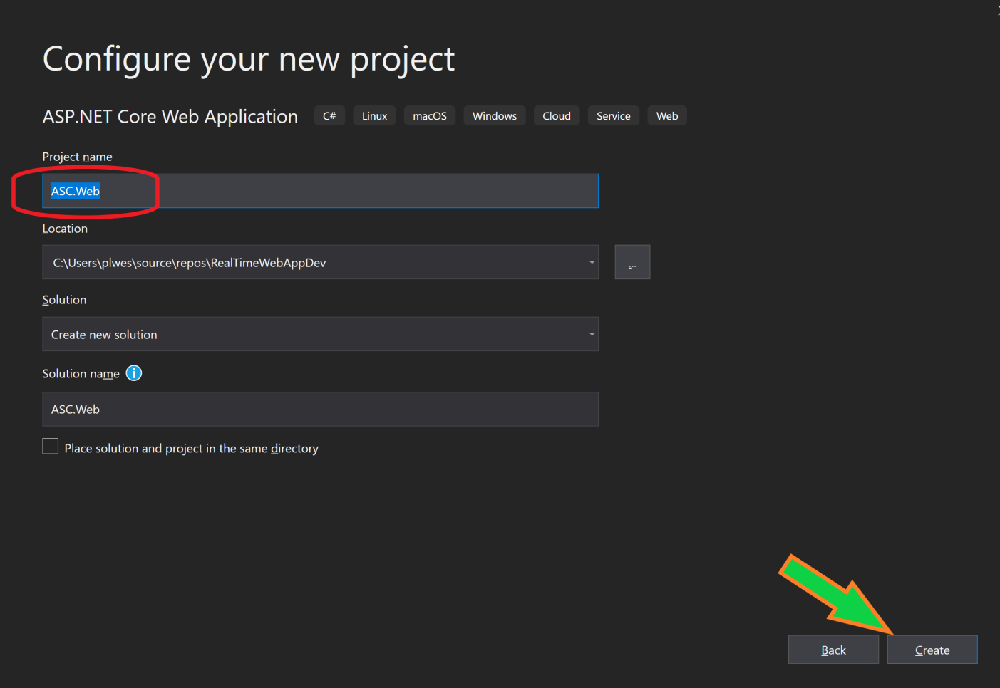 Configure your new project
ASP.NET Core Web Application C# Linux macOS Windows Cloud Service Web
Project name
ASC.Web
Location
C:\Users\plwes\source\repos\RealTimeWebAppDev
...
Solution
Create new solution
Solution name i
ASC.Web
Place solution and project in the same directory
Back Create